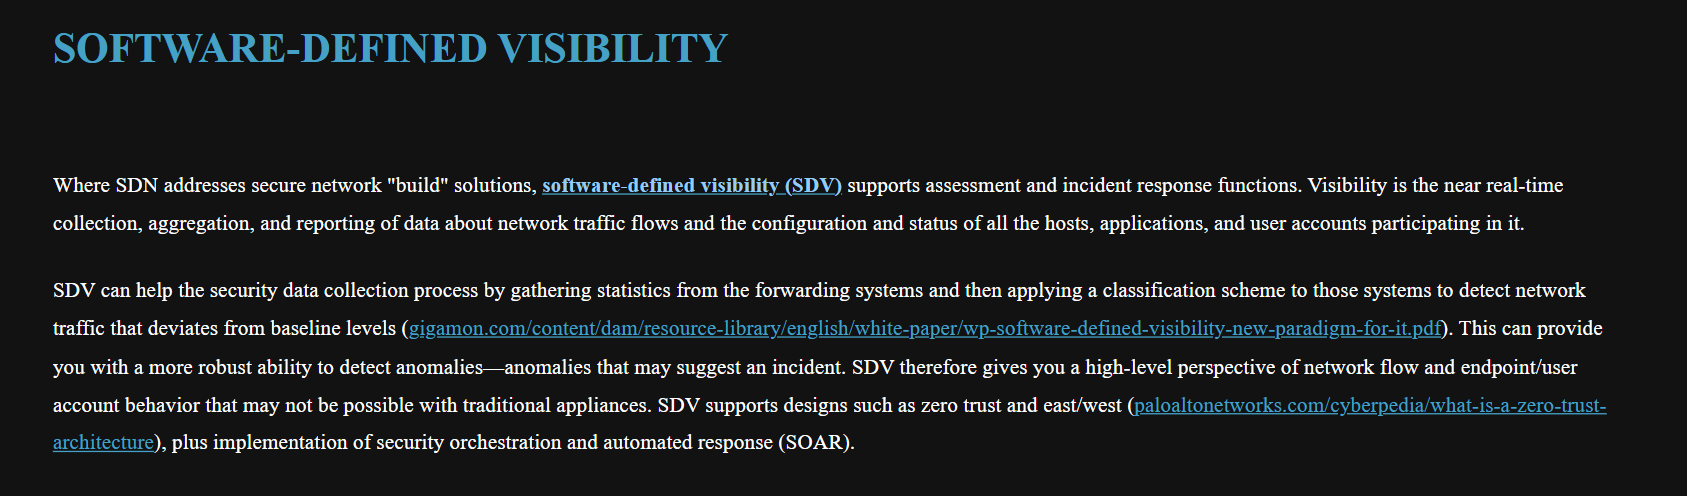 SOFTWARE-DEFINED VISIBILITY
Where SDN addresses secure network "build" solutions, software-defined visibility (SDV) supports assessment and incident response functions. Visibility is the near real-time
collection, aggregation, and reporting of data about network traffic flows and the configuration and status of all the hosts, applications, and user accounts participating in it.
SDV can help the security data collection process by gathering statistics from the forwarding systems and then applying a classification scheme to those systems to detect network
traffic that deviates from baseline levels (gigamon.com/content/dam/resource-library/english/white-paper/wp-software-defined-visibility-new-paradigm-for-it.pdf). This can provide
you with a more robust ability to detect anomalies—anomalies that may suggest an incident. SDV therefore gives you a high-level perspective of network flow and endpoint/user
account behavior that may not be possible with traditional appliances. SDV supports designs such as zero trust and east/west (paloaltonetworks.com/cyberpedia/what-is-a-zero-trust-
architecture), plus implementation of security orchestration and automated response (SOAR).